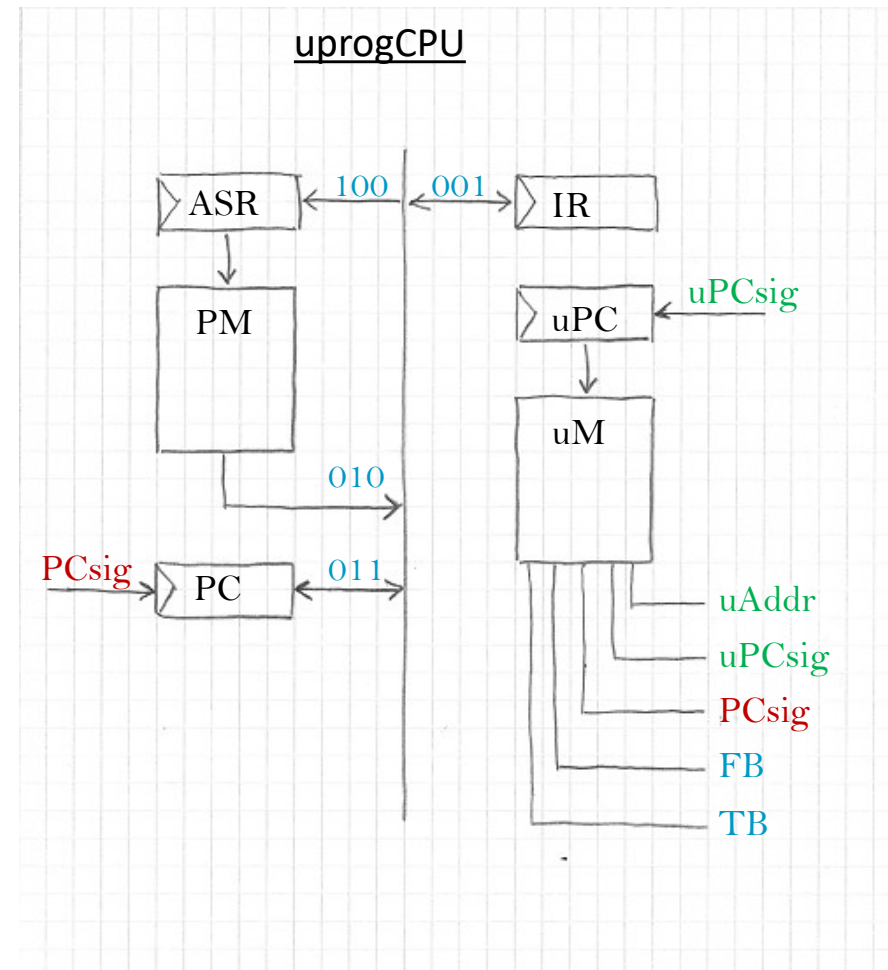 uprogCPU
ASR
100
001
IR
PM
uPC
uPCsig
uM
010
PCsig
PC
011
uAddr
uPCsig
PCsig
FB
TB